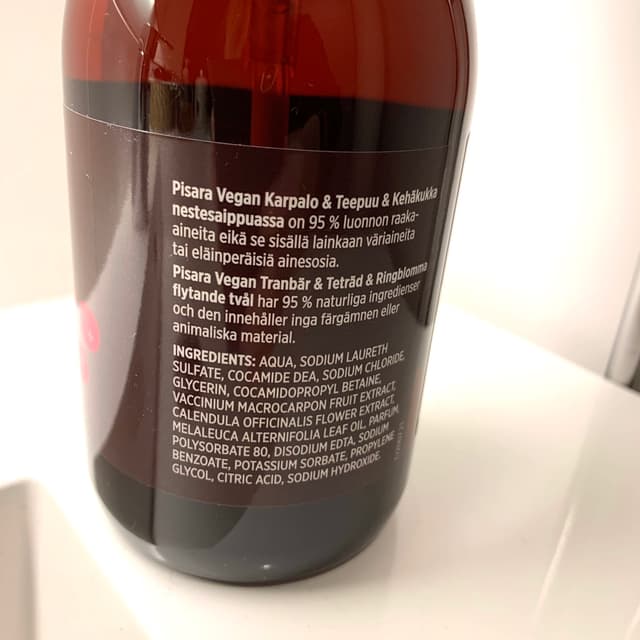 Pisara Vegan Karpalo & Teepuu & Kehäkukka
nestesaippuassa on 95 % luonnon raaka-
aineita eikä se sisällä lainkaan väriaineita
tai eläinperäisiä ainesosia.
Pisara Vegan Tranbär & Teträd & Ringblomma
flytande tvål har 95 % naturliga ingredienser
och den innehåller inga färgämnen eller
animaliska material.
INGREDIENTS: AQUA, SODIUM LAURETH
SULFATE, COCAMIDE DEA, SODIUM CHLORIDE,
GLYCERIN, COCAMIDOPROPYL BETAINE,
VACCINIUM MACROCARPON FRUIT EXTRACT,
CALENDULA OFFICINALIS FLOWER EXTRACT,
MELALEUCA ALTERNIFOLIA LEAF OIL, PARFUM,
POLYSORBATE 80, DISODIUM EDTA, SODIUM
BENZOATE, POTASSIUM SORBATE, PROPYLENE
GLYCOL, CITRIC ACID, SODIUM HYDROXIDE.